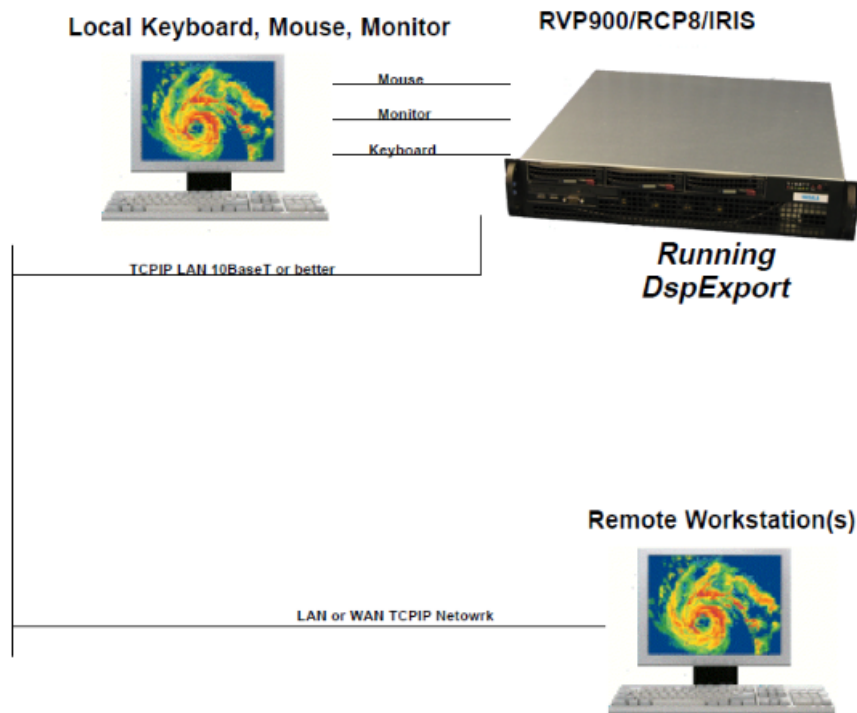 Local Keyboard, Mouse, Monitor
RVP900/RCP8/IRIS
Mouse
Monitor
Keyboard
Running
DspExport
TCPIP LAN 10BaseT or better
Remote Workstation(s)
LAN or WAN TCPIP Netowrk